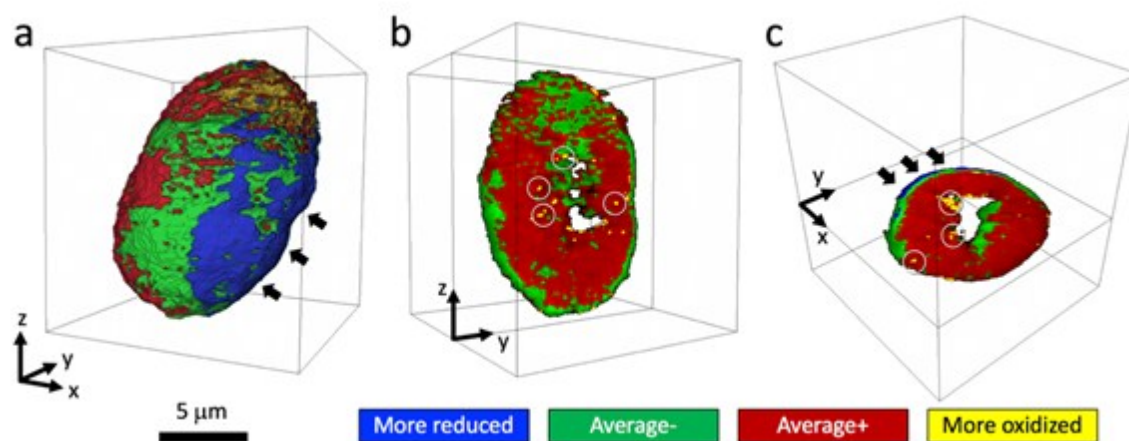 a
b
c
z
y
x
z
y
y
x
5 μm
More reduced
Average-
Average+
More oxidized